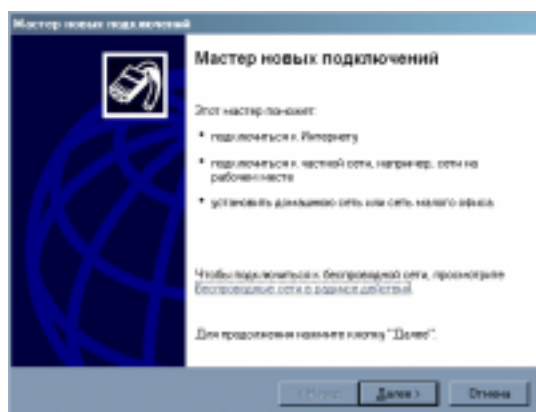 Мастер новых подключений
Мастер новых подключений
Этот мастер поможет:
* подключиться к Интернету
* подключиться к частной сети, например, сети на
рабочем месте
* установить домашнюю сеть или сеть малого офиса
Чтобы подключиться к беспроводной сети, просмотрите
беспроводные сети в радиусе действия.
Для продолжения нажмите кнопку "Далее".
< Назад
Далее >
Отмена